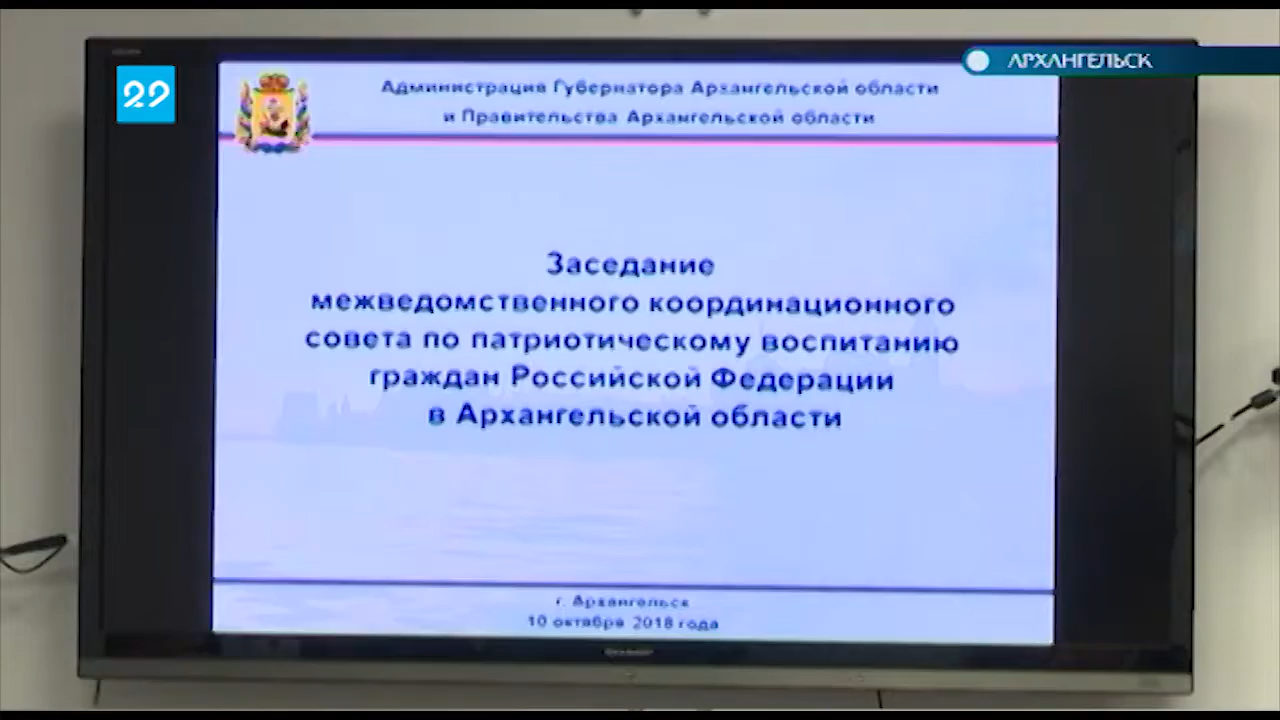 29
АРХАНГЕЛЬСК
Администрация Губернатора Архангельской области
и Правительства Архангельской области
Заседание
межведомственного координационного
совета по патриотическому воспитанию
граждан Российской Федерации
в Архангельской области
г. Архангельск
10 октября 2018 года